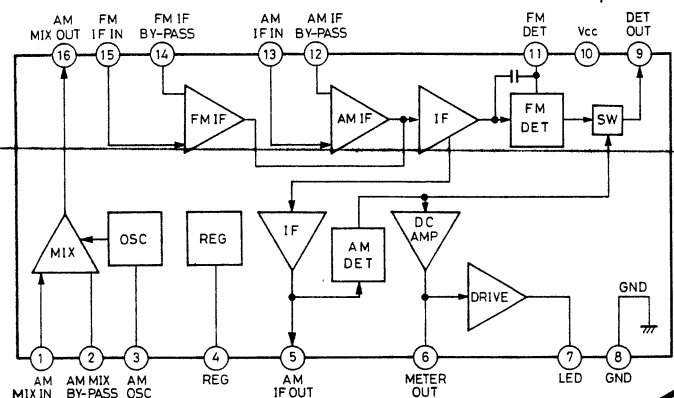 AM
MIX OUT
FM
IF IN
FM IF
BY-PASS
AM
IF IN
AM IF
BY-PASS
FM
DET
Vcc
DET
OUT
16
15
14
13
12
11
10
9
FM IF
AM IF
IF
FM
DET
SW
MIX
OSC
REG
IF
AM
DET
DC
AMP
DRIVE
GND
1
2
3
4
5
6
7
8
AM
MIX IN
AM MIX
BY-PASS
AM
OSC
REG
AM
IF OUT
METER
OUT
LED
GND